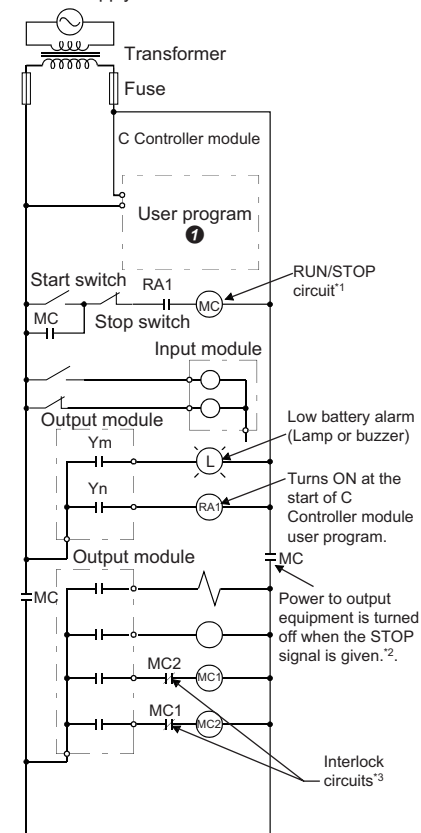 Transformer
Fuse
C Controller module
User program
❶
Start switch
RA1
MC
RUN/STOP
circuit*1
MC
Stop switch
Input module
Output module
Ym
L
Low battery alarm
(Lamp or buzzer)
Yn
RA1
Turns ON at the
start of C
Controller module
user program.
Output module
MC
MC
Power to output
equipment is turned
off when the STOP
signal is given.*2.
MC2
MC1
MC1
MC2
Interlock
circuits*3